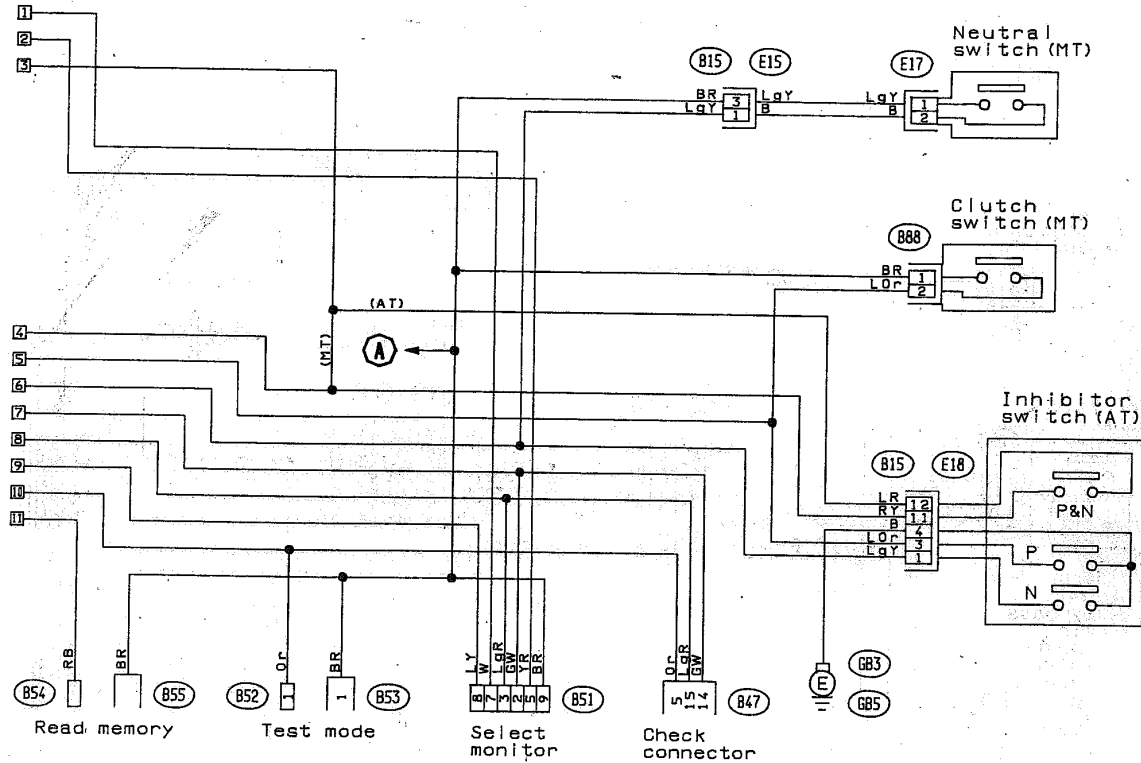 1
2
3
Neutral
switch (MT)
B15 E15 E17
BR 3 LgY LgY 1
LgY 1 B B 2
Clutch
switch (MT)
B88
BR 1
LOr 2
(AT)
(MT)
A
4
5
6
7
8
9
10
11
Inhibitor
switch (AT)
B15 E18
LR 12
RY 11
B 4
LOr 3
LgY 1
P&N
P
N
RB BR Or BR LY W LgR GW YR BR Or LgR GW
B54 B55 B52 1 1 B53 8 7 3 2 5 9 B51 5 15 14 B47
E GB3
GB5
Read memory
Test mode
Select
monitor
Check
connector